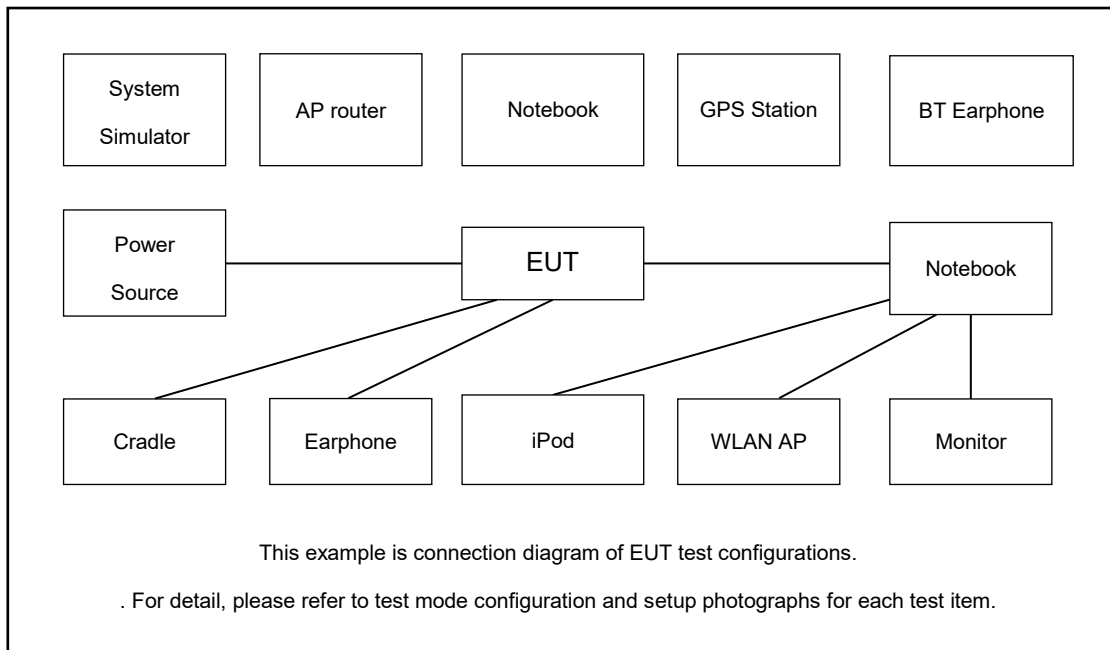 System
Simulator
AP router
Notebook
GPS Station
BT Earphone
Power
Source
EUT
Notebook
Cradle
Earphone
iPod
WLAN AP
Monitor
This example is connection diagram of EUT test configurations.
. For detail, please refer to test mode configuration and setup photographs for each test item.